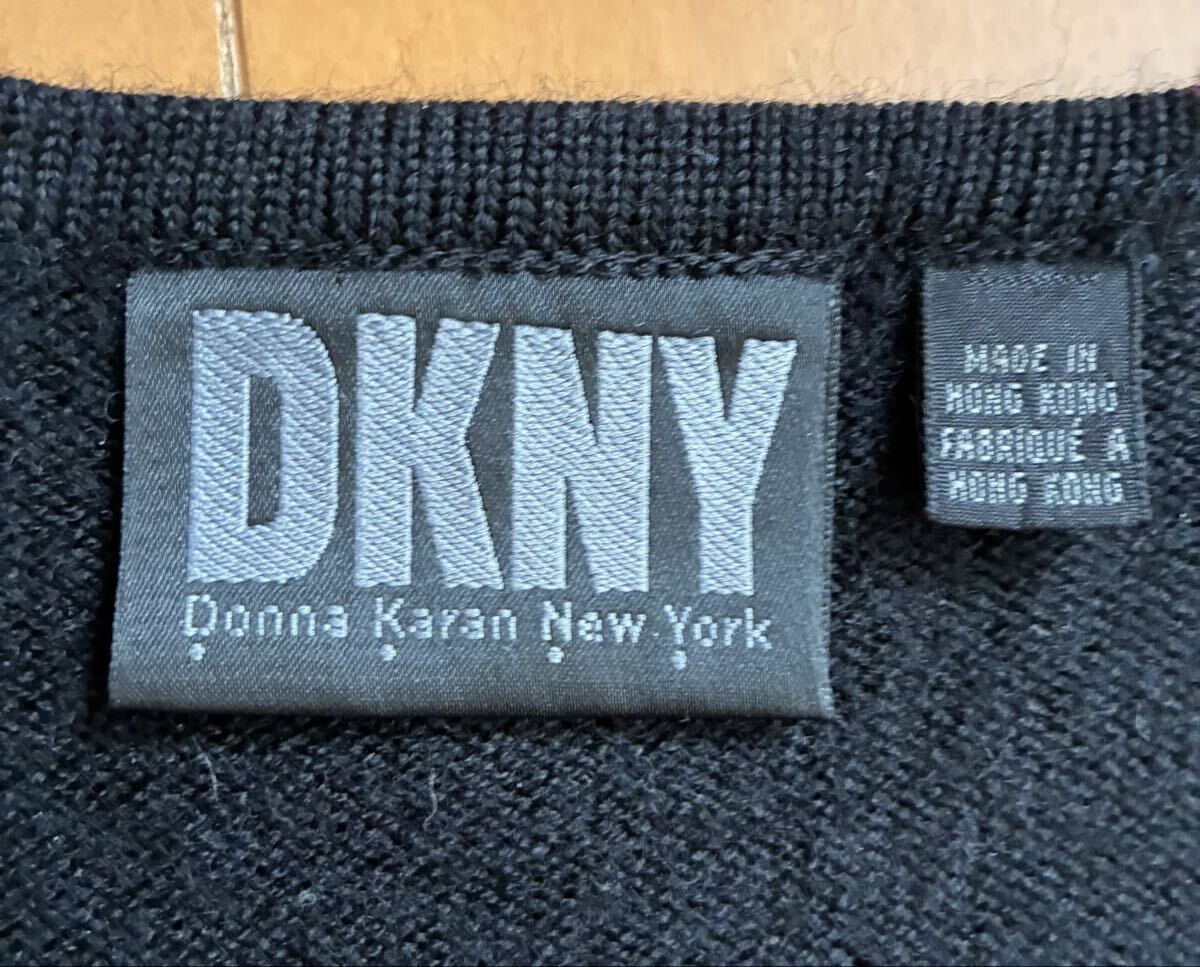 DKNY
Donna Karan New York
MADE IN
HONG KONG
FABRIQUÉ A
HONG KONG